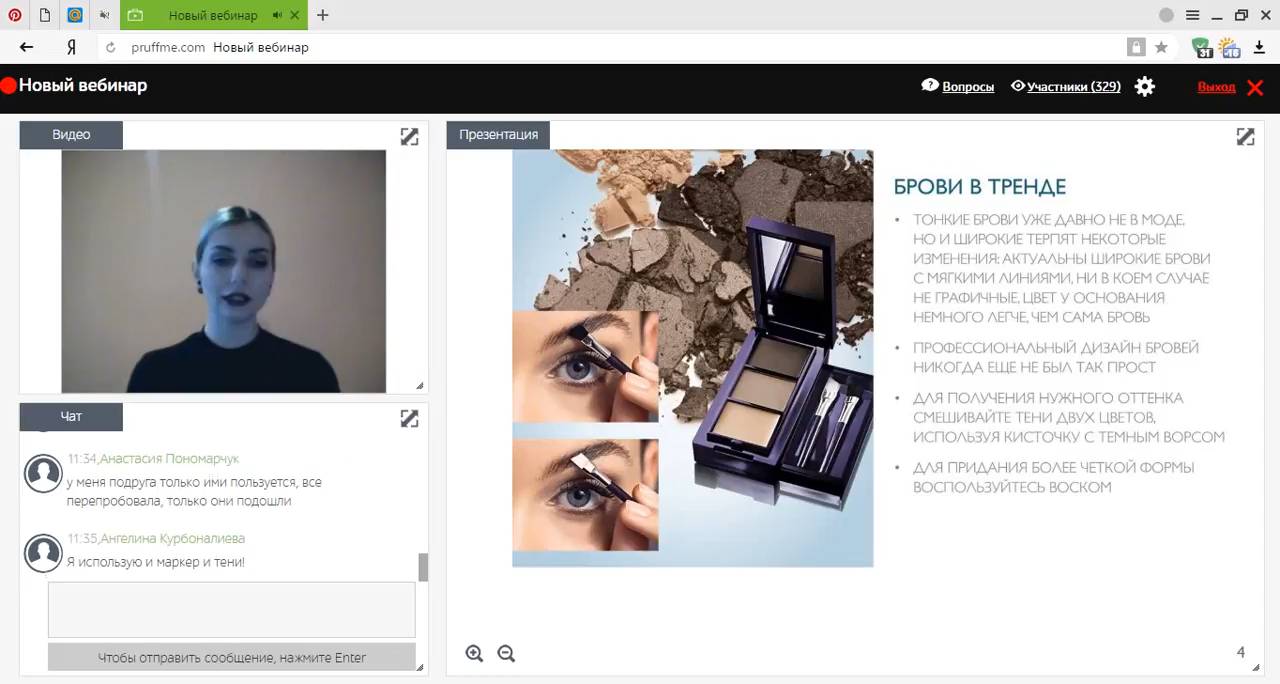 Новый вебинар
pruffme.com Новый вебинар
31
+16
Новый вебинар
Вопросы
Участники (329)
Выход
Видео
Презентация
БРОВИ В ТРЕНДЕ
• ТОНКИЕ БРОВИ УЖЕ ДАВНО НЕ В МОДЕ,
НО И ШИРОКИЕ ТЕРПЯТ НЕКОТОРЫЕ
ИЗМЕНЕНИЯ: АКТУАЛЬНЫ ШИРОКИЕ БРОВИ
С МЯГКИМИ ЛИНИЯМИ, НИ В КОЕМ СЛУЧАЕ
НЕ ГРАФИЧНЫЕ, ЦВЕТ У ОСНОВАНИЯ
НЕМНОГО ЛЕГЧЕ, ЧЕМ САМА БРОВЬ
• ПРОФЕССИОНАЛЬНЫЙ ДИЗАЙН БРОВЕЙ
НИКОГДА ЕЩЕ НЕ БЫЛ ТАК ПРОСТ
• ДЛЯ ПОЛУЧЕНИЯ НУЖНОГО ОТТЕНКА
СМЕШИВАЙТЕ ТЕНИ ДВУХ ЦВЕТОВ,
ИСПОЛЬЗУЯ КИСТОЧКУ С ТЕМНЫМ ВОРСОМ
• ДЛЯ ПРИДАНИЯ БОЛЕЕ ЧЕТКОЙ ФОРМЫ
ВОСПОЛЬЗУЙТЕСЬ ВОСКОМ
4
Чат
11:34,Анастасия Пономарчук
у меня подруга только ими пользуется, все
перепробовала, только они подошли
11:35,Ангелина Курбоналиева
Я использую и маркер и тени!
Чтобы отправить сообщение, нажмите Enter